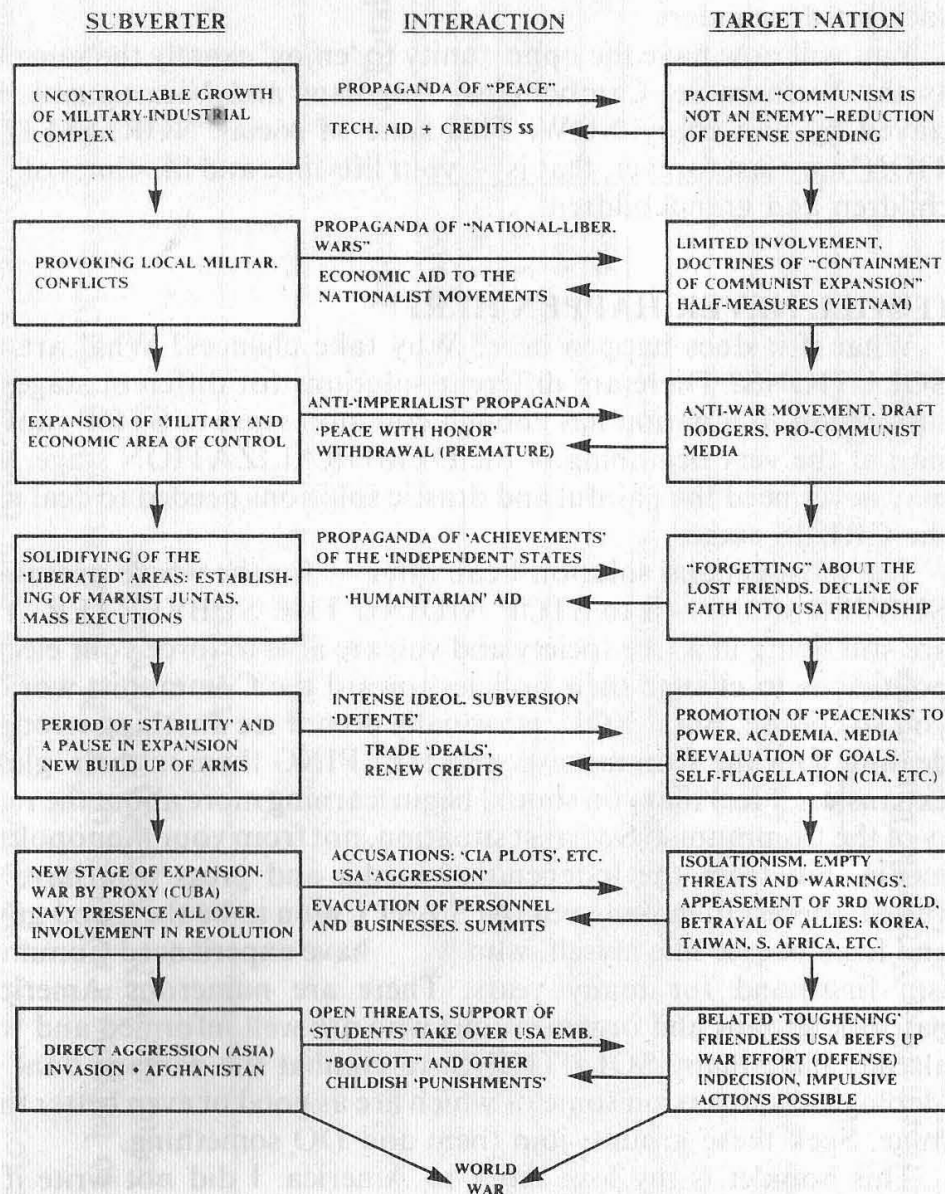 SUBVERTER
INTERACTION
TARGET NATION
UNCONTROLLABLE GROWTH
OF MILITARY-INDUSTRIAL
COMPLEX
PROPAGANDA OF "PEACE"
TECH. AID + CREDITS $$
PACIFISM. "COMMUNISM IS
NOT AN ENEMY"–REDUCTION
OF DEFENSE SPENDING
PROVOKING LOCAL MILITAR.
CONFLICTS
PROPAGANDA OF "NATIONAL-LIBER.
WARS"
ECONOMIC AID TO THE
NATIONALIST MOVEMENTS
LIMITED INVOLVEMENT,
DOCTRINES OF "CONTAINMENT
OF COMMUNIST EXPANSION"
HALF-MEASURES (VIETNAM)
EXPANSION OF MILITARY AND
ECONOMIC AREA OF CONTROL
ANTI-'IMPERIALIST' PROPAGANDA
'PEACE WITH HONOR'
WITHDRAWAL (PREMATURE)
ANTI-WAR MOVEMENT, DRAFT
DODGERS, PRO-COMMUNIST
MEDIA
SOLIDIFYING OF THE
'LIBERATED' AREAS: ESTABLISH-
ING OF MARXIST JUNTAS.
MASS EXECUTIONS
PROPAGANDA OF 'ACHIEVEMENTS'
OF THE 'INDEPENDENT' STATES
'HUMANITARIAN' AID
"FORGETTING" ABOUT THE
LOST FRIENDS. DECLINE OF
FAITH INTO USA FRIENDSHIP
PERIOD OF 'STABILITY' AND
A PAUSE IN EXPANSION
NEW BUILD UP OF ARMS
INTENSE IDEOL. SUBVERSION
'DETENTE'
TRADE 'DEALS',
RENEW CREDITS
PROMOTION OF 'PEACENIKS' TO
POWER, ACADEMIA, MEDIA
REEVALUATION OF GOALS.
SELF-FLAGELLATION (CIA, ETC.)
NEW STAGE OF EXPANSION.
WAR BY PROXY (CUBA)
NAVY PRESENCE ALL OVER.
INVOLVEMENT IN REVOLUTION
ACCUSATIONS: 'CIA PLOTS', ETC.
USA 'AGGRESSION'
EVACUATION OF PERSONNEL
AND BUSINESSES. SUMMITS
ISOLATIONISM. EMPTY
THREATS AND 'WARNINGS'.
APPEASEMENT OF 3RD WORLD,
BETRAYAL OF ALLIES: KOREA,
TAIWAN, S. AFRICA, ETC.
DIRECT AGGRESSION (ASIA)
INVASION • AFGHANISTAN
OPEN THREATS, SUPPORT OF
'STUDENTS' TAKE OVER USA EMB.
"BOYCOTT" AND OTHER
CHILDISH 'PUNISHMENTS'
BELATED 'TOUGHENING'
FRIENDLESS USA BEEFS UP
WAR EFFORT (DEFENSE)
INDECISION, IMPULSIVE
ACTIONS POSSIBLE
WORLD
WAR